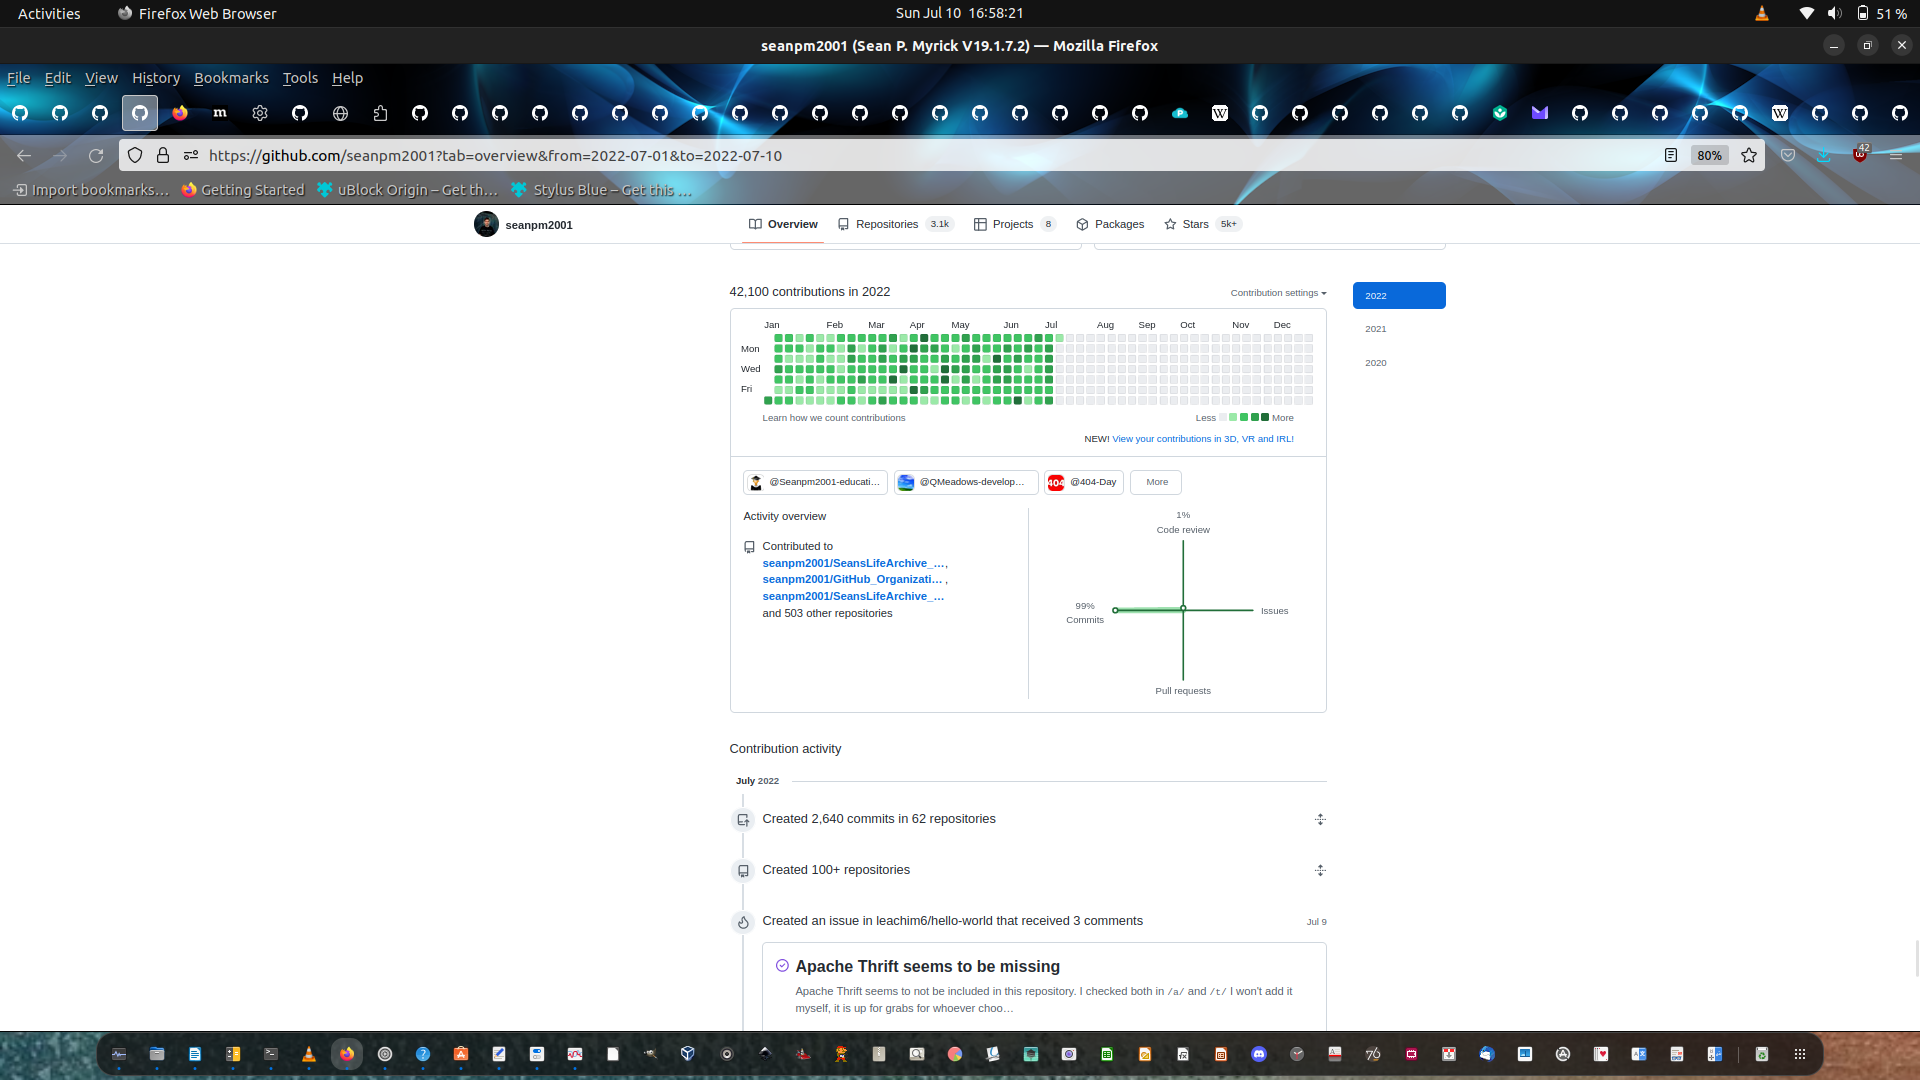 Activities
Firefox Web Browser
Sun Jul 10 16:58:21
51 %
seanpm2001 (Sean P. Myrick V19.1.7.2) — Mozilla Firefox
File Edit View History Bookmarks Tools Help
https://github.com/seanpm2001?tab=overview&from=2022-07-01&to=2022-07-10
80%
42
Import bookmarks…
Getting Started
uBlock Origin – Get th…
Stylus Blue – Get this …
seanpm2001
Overview
Repositories 3.1k
Projects 8
Packages
Stars 5k+
42,100 contributions in 2022
Contribution settings
2022
2021
2020
Jan Feb Mar Apr May Jun Jul Aug Sep Oct Nov Dec
Mon
Wed
Fri
Learn how we count contributions
Less More
NEW! View your contributions in 3D, VR and IRL!
@Seanpm2001-educati…
@QMeadows-develop…
404 @404-Day
More
Activity overview
Contributed to
seanpm2001/SeansLifeArchive_…,
seanpm2001/GitHub_Organizati… ,
seanpm2001/SeansLifeArchive_…
and 503 other repositories
1%
Code review
99%
Commits
Issues
Pull requests
Contribution activity
July 2022
Created 2,640 commits in 62 repositories
Created 100+ repositories
Created an issue in leachim6/hello-world that received 3 comments
Jul 9
Apache Thrift seems to be missing
Apache Thrift seems to not be included in this repository. I checked both in /a/ and /t/ I won't add it
myself, it is up for grabs for whoever choo…